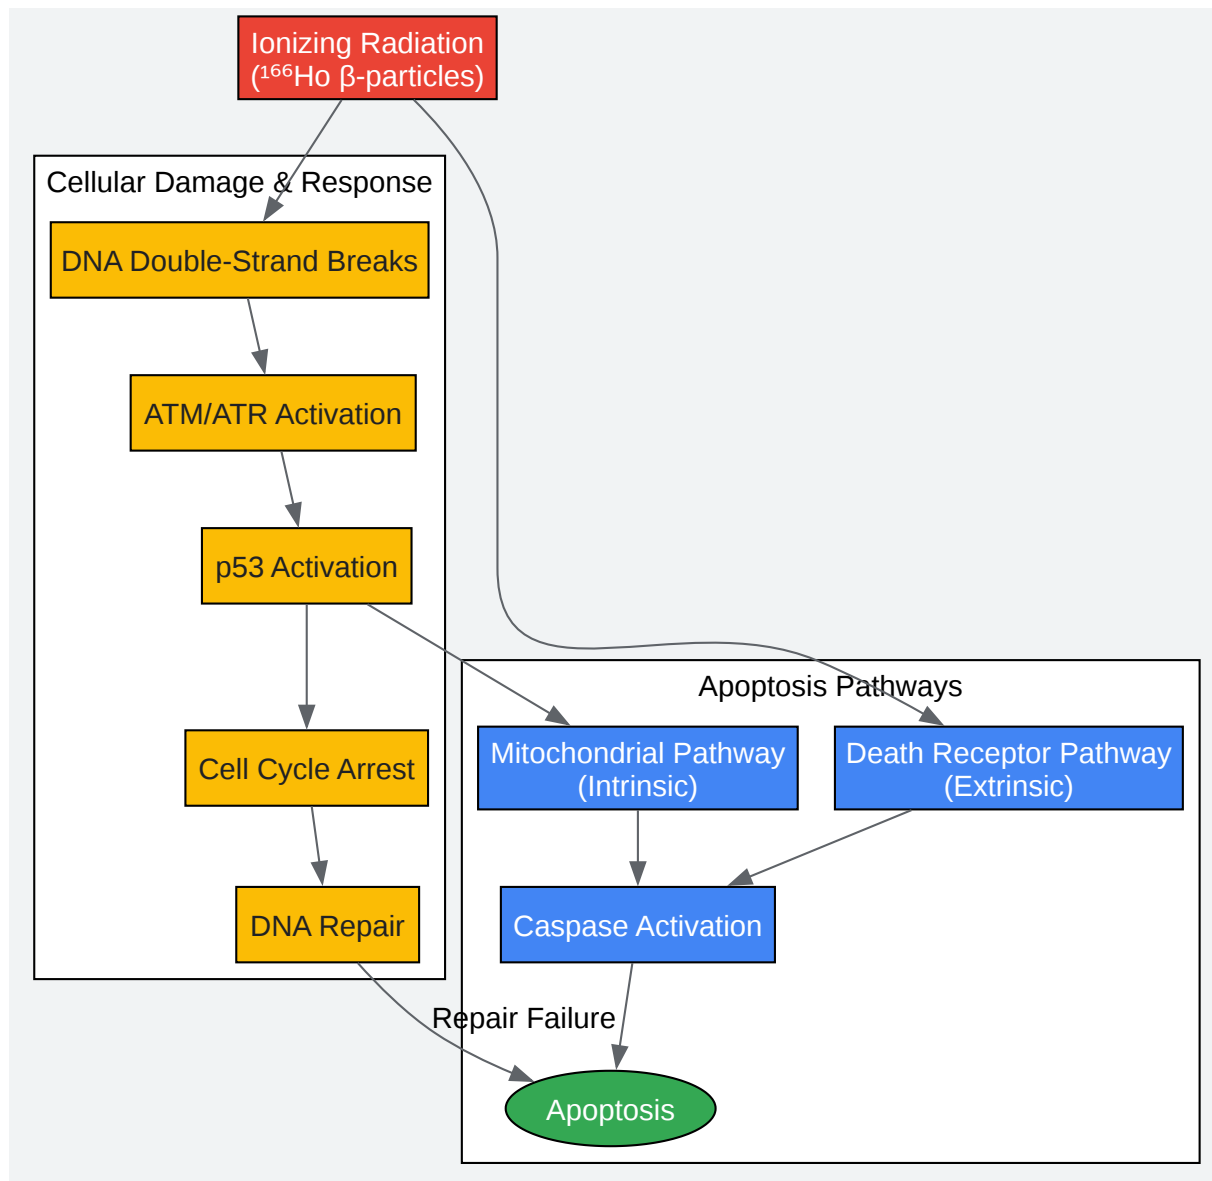 Ionizing Radiation
(¹⁶⁶Ho β-particles)
Cellular Damage & Response
DNA Double-Strand Breaks
ATM/ATR Activation
p53 Activation
Cell Cycle Arrest
DNA Repair
Apoptosis Pathways
Mitochondrial Pathway
(Intrinsic)
Death Receptor Pathway
(Extrinsic)
Caspase Activation
Repair Failure
Apoptosis